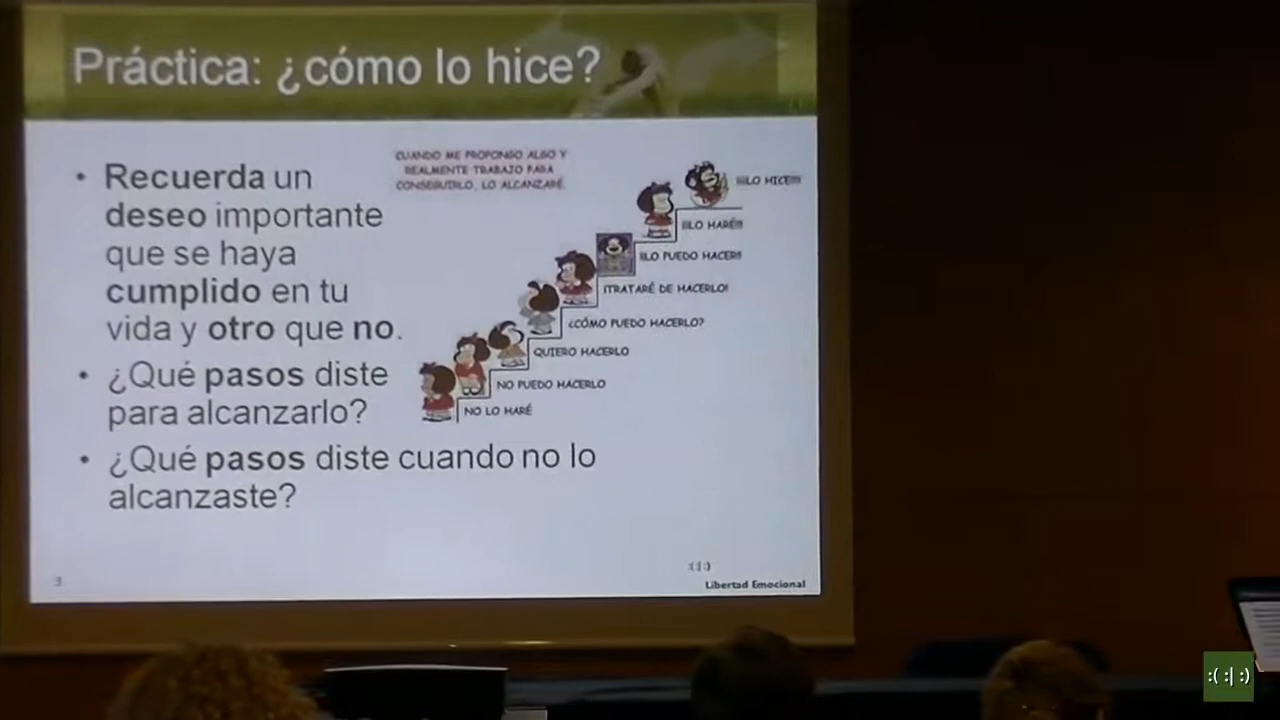 Práctica: ¿cómo lo hice?
• Recuerda un
deseo importante
que se haya
cumplido en tu
vida y otro que no.
• ¿Qué pasos diste
para alcanzarlo?
• ¿Qué pasos diste cuando no lo
alcanzaste?
CUANDO ME PROPONGO ALGO Y
REALMENTE TRABAJO PARA
CONSEGUIRLO, LO ALCANZARÉ.
¡¡¡LO HICE!!!!
¡¡LO HARÉ!!!
¡¡LO PUEDO HACER!!
¡TRATARÉ DE HACERLO!
¿CÓMO PUEDO HACERLO?
QUIERO HACERLO
NO PUEDO HACERLO
NO LO HARÉ
3
:(:|:)
Libertad Emocional
:( :| :)